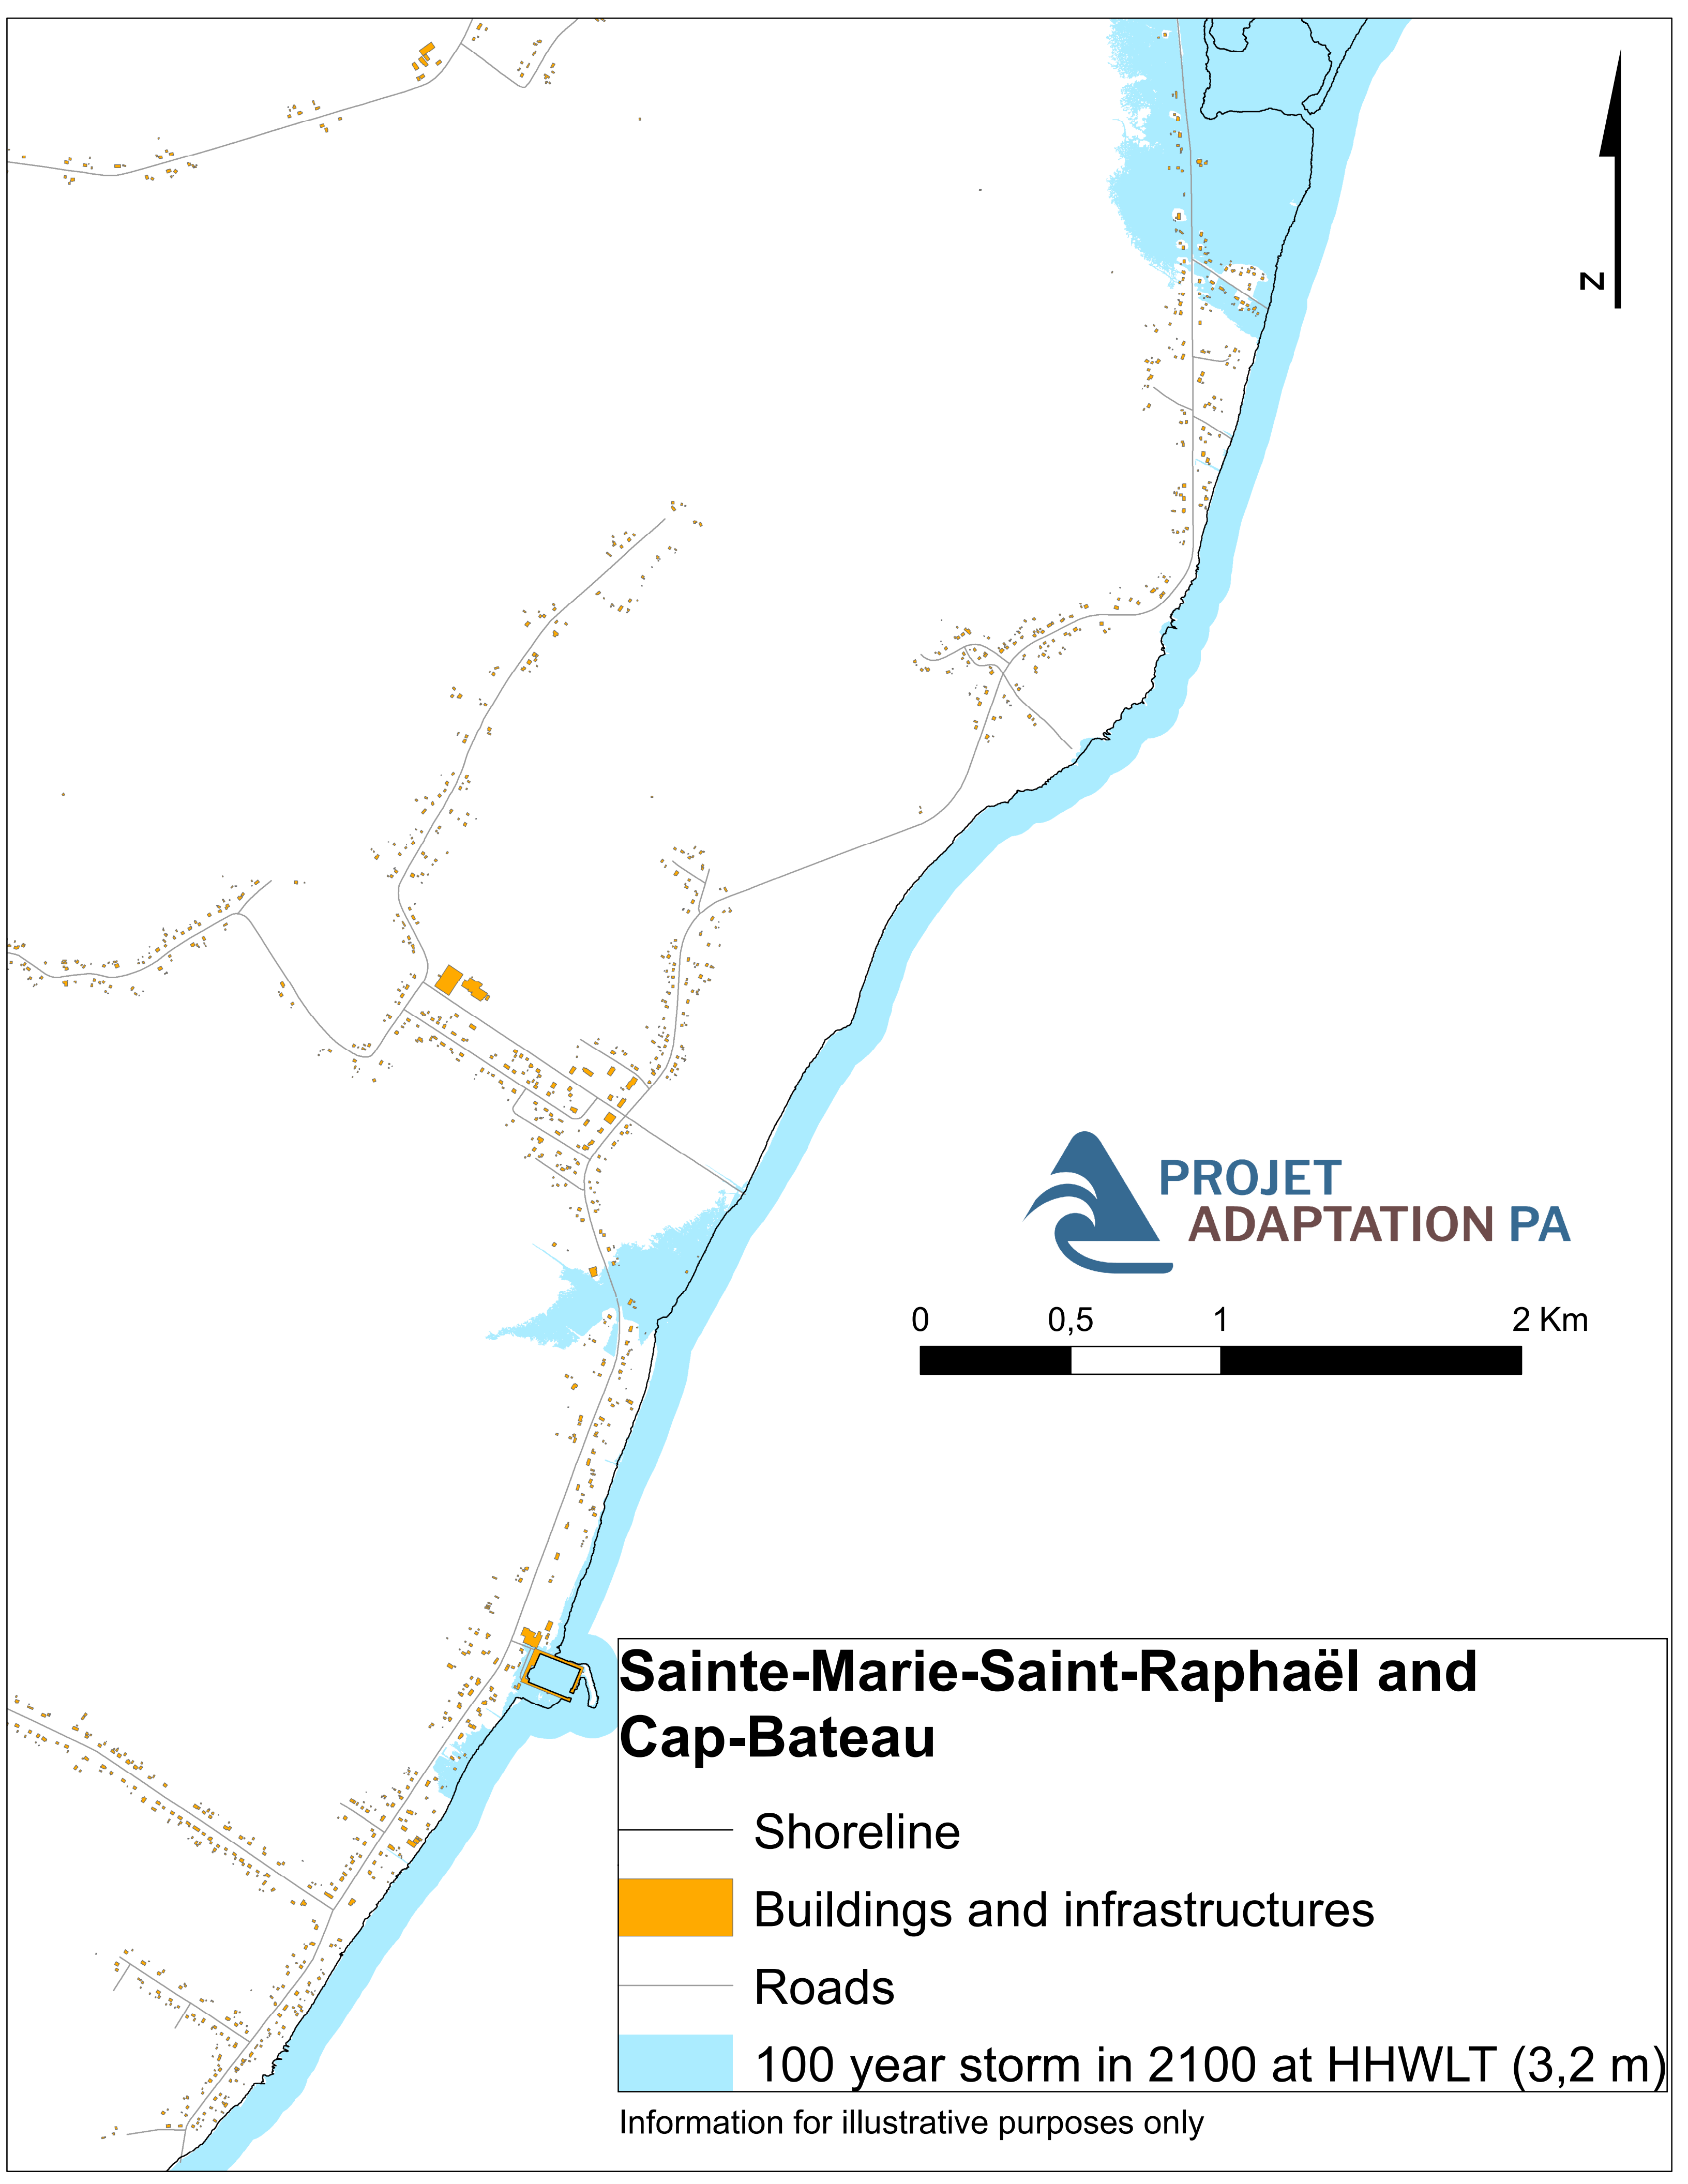 N
PROJET
ADAPTATION PA
0 0,5 1 2 Km
Sainte-Marie-Saint-Raphaël and
Cap-Bateau
Shoreline
Buildings and infrastructures
Roads
100 year storm in 2100 at HHWLT (3,2 m)
Information for illustrative purposes only